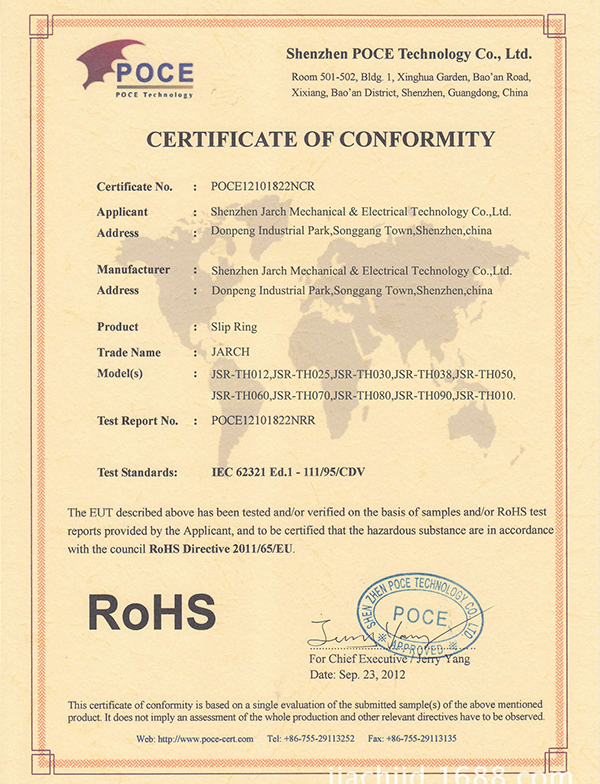 POCE
POCE Technology
Shenzhen POCE Technology Co., Ltd.
Room 501-502, Bldg. 1, Xinghua Garden, Bao'an Road,
Xixiang, Bao'an District, Shenzhen, Guangdong, China
CERTIFICATE OF CONFORMITY
Certificate No. : POCE12101822NCR
Applicant : Shenzhen Jarch Mechanical & Electrical Technology Co.,Ltd.
Address : Donpeng Industrial Park,Songgang Town,Shenzhen,china
Manufacturer : Shenzhen Jarch Mechanical & Electrical Technology Co.,Ltd.
Address : Donpeng Industrial Park,Songgang Town,Shenzhen,china
Product : Slip Ring
Trade Name : JARCH
Model(s) : JSR-TH012,JSR-TH025,JSR-TH030,JSR-TH038,JSR-TH050,
JSR-TH060,JSR-TH070,JSR-TH080,JSR-TH090,JSR-TH010.
Test Report No. : POCE12101822NRR
Test Standards: IEC 62321 Ed.1 - 111/95/CDV
The EUT described above has been tested and/or verified on the basis of samples and/or RoHS test
reports provided by the Applicant, and to be certified that the hazardous substance are in accordance
with the council RoHS Directive 2011/65/EU.
RoHS
SHEN ZHEN POCE TECHNOLOGY CO LTD
POCE
APPROVED
For Chief Executive / Jerry Yang
Date: Sep. 23, 2012
This certificate of conformity is based on a single evaluation of the submitted sample(s) of the above mentioned
product. It does not imply an assessment of the whole production and other relevant directives have to be observed.
Web: http://www.poce-cert.com Tel: +86-755-29113252 Fax: +86-755-29113135